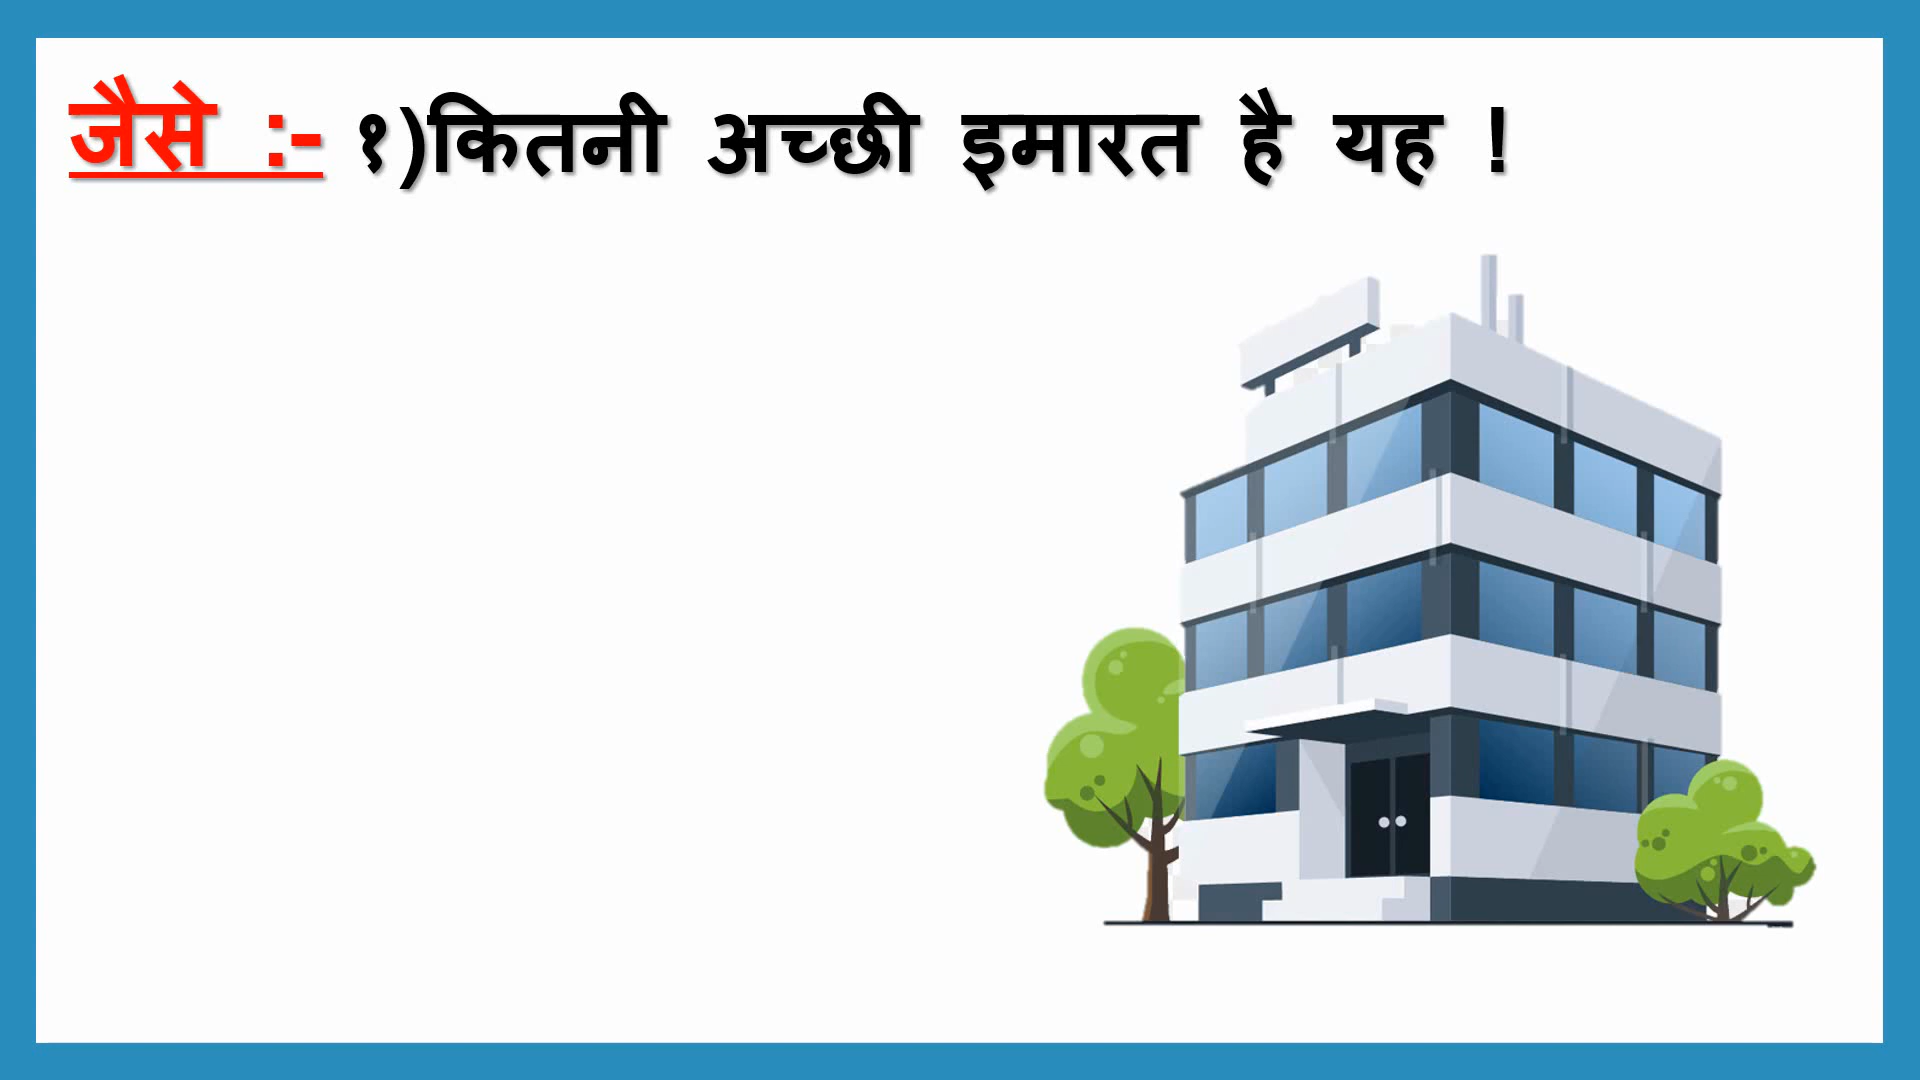 जैसे :- १)कितनी अच्छी इमारत है यह !